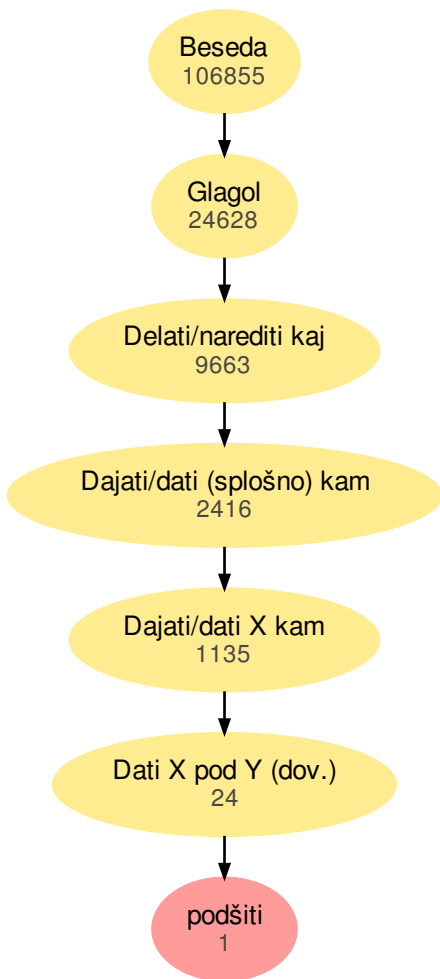 Beseda
106855
Glagol
24628
Delati/narediti kaj
9663
Dajati/dati (splošno) kam
2416
Dajati/dati X kam
1135
Dati X pod Y (dov.)
24
podšiti
1